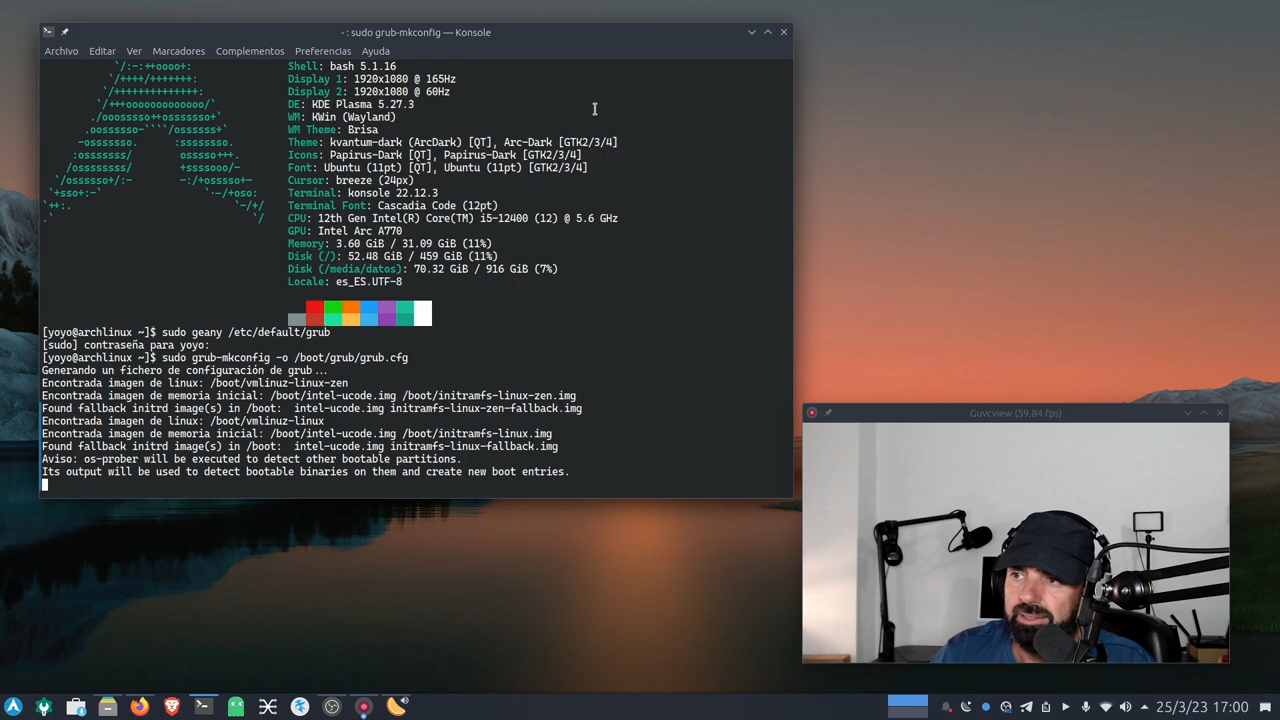 - : sudo grub-mkconfig — Konsole
Archivo Editar Ver Marcadores Complementos Preferencias Ayuda
Shell: bash 5.1.16
Display 1: 1920x1080 @ 165Hz
Display 2: 1920x1080 @ 60Hz
DE: KDE Plasma 5.27.3
WM: KWin (Wayland)
WM Theme: Brisa
Theme: kvantum-dark (ArcDark) [QT], Arc-Dark [GTK2/3/4]
Icons: Papirus-Dark [QT], Papirus-Dark [GTK2/3/4]
Font: Ubuntu (11pt) [QT], Ubuntu (11pt) [GTK2/3/4]
Cursor: breeze (24px)
Terminal: konsole 22.12.3
Terminal Font: Cascadia Code (12pt)
CPU: 12th Gen Intel(R) Core(TM) i5-12400 (12) @ 5.6 GHz
GPU: Intel Arc A770
Memory: 3.60 GiB / 31.09 GiB (11%)
Disk (/): 52.48 GiB / 459 GiB (11%)
Disk (/media/datos): 70.32 GiB / 916 GiB (7%)
Locale: es_ES.UTF-8
[yoyo@archlinux ~]$ sudo geany /etc/default/grub
[sudo] contraseña para yoyo:
[yoyo@archlinux ~]$ sudo grub-mkconfig -o /boot/grub/grub.cfg
Generando un fichero de configuración de grub...
Encontrada imagen de linux: /boot/vmlinuz-linux-zen
Encontrada imagen de memoria inicial: /boot/intel-ucode.img /boot/initramfs-linux-zen.img
Found fallback initrd image(s) in /boot:  intel-ucode.img initramfs-linux-zen-fallback.img
Encontrada imagen de linux: /boot/vmlinuz-linux
Encontrada imagen de memoria inicial: /boot/intel-ucode.img /boot/initramfs-linux.img
Found fallback initrd image(s) in /boot:  intel-ucode.img initramfs-linux-fallback.img
Aviso: os-prober will be executed to detect other bootable partitions.
Its output will be used to detect bootable binaries on them and create new boot entries.
Guvcview (59,84 fps)
25/3/23 17:00